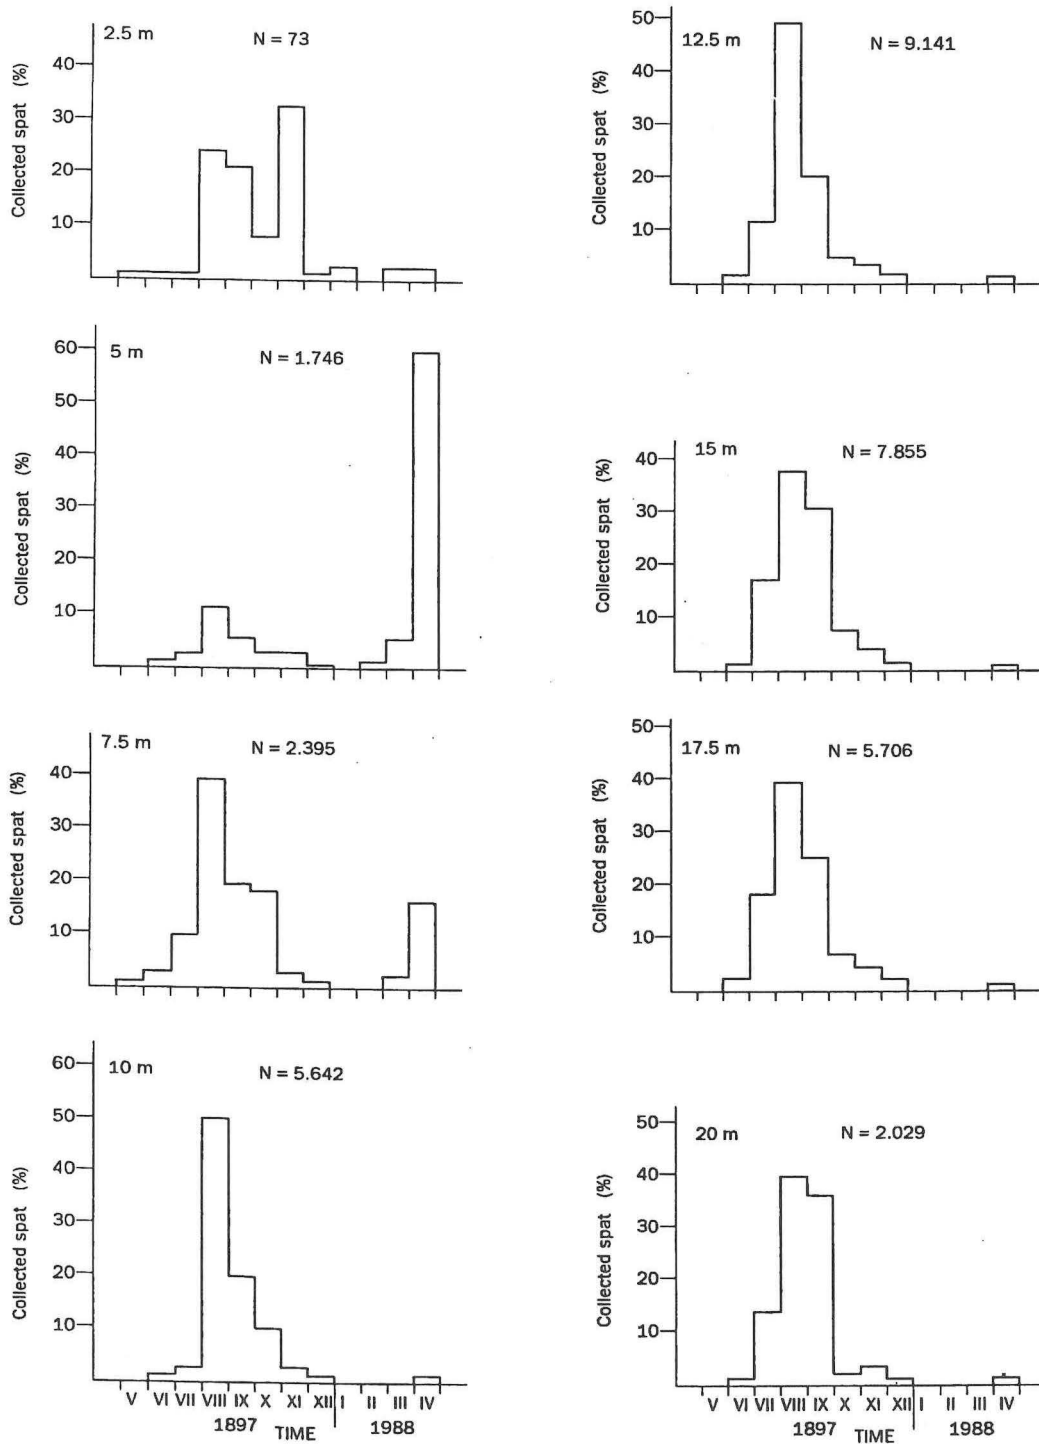 2.5 m
N = 73
Collected spat (%)
40
30
20
10
5 m
N = 1.746
Collected spat (%)
60
50
40
30
20
10
7.5 m
N = 2.395
Collected spat (%)
40
30
20
10
10 m
N = 5.642
Collected spat (%)
60
50
40
30
20
10
V VI VII VIII IX X XI XII I II III IV
1897 TIME 1988
12.5 m
N = 9.141
Collected spat (%)
50
40
30
20
10
15 m
N = 7.855
Collected spat (%)
40
30
20
10
17.5 m
N = 5.706
Collected spat (%)
50
40
30
20
10
20 m
N = 2.029
Collected spat (%)
50
40
30
20
10
V VI VII VIII IX X XI XII I II III IV
1897 TIME 1988